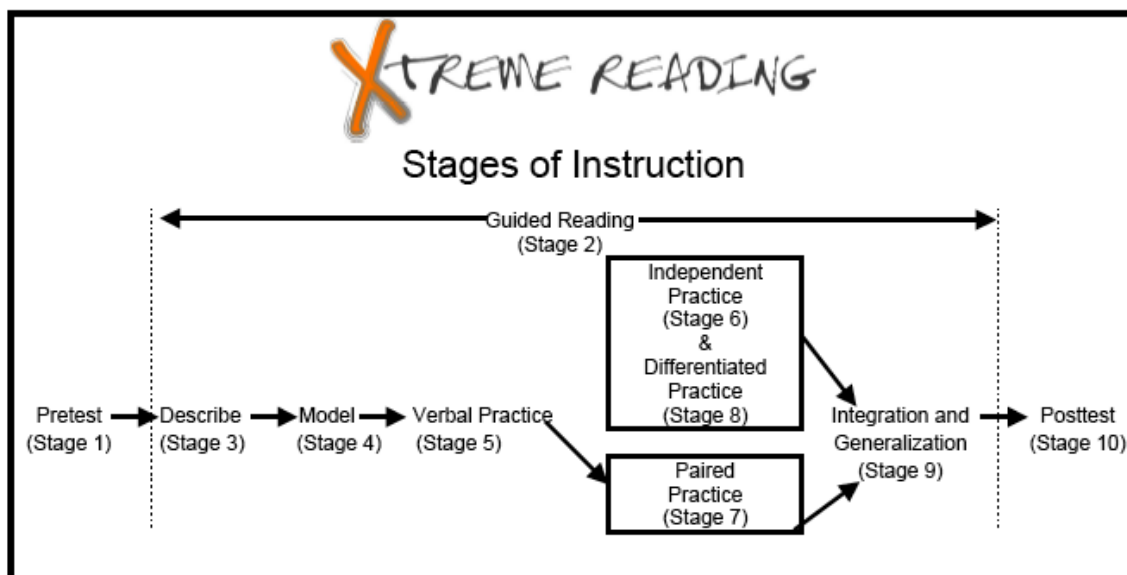 XTREME READING
Stages of Instruction
Guided Reading
(Stage 2)
Independent
Practice
(Stage 6)
&
Differentiated
Practice
(Stage 8)
Pretest
(Stage 1)
Describe
(Stage 3)
Model
(Stage 4)
Verbal Practice
(Stage 5)
Paired
Practice
(Stage 7)
Integration and
Generalization
(Stage 9)
Posttest
(Stage 10)